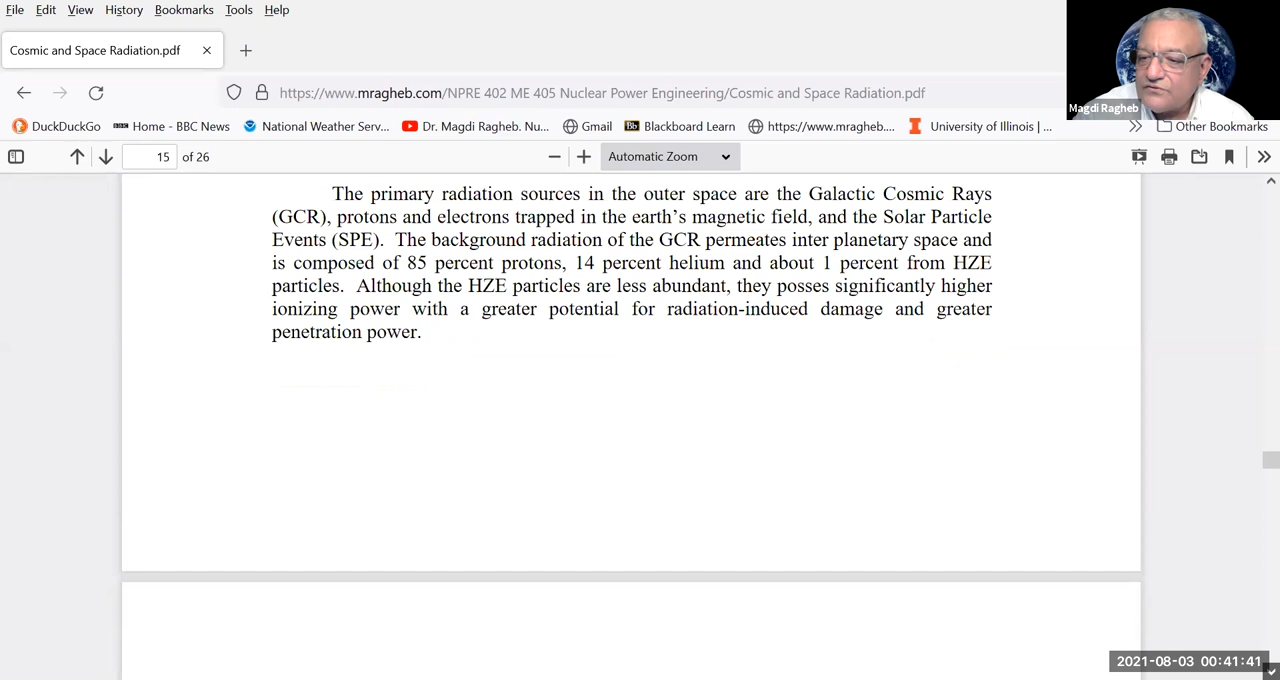 File Edit View History Bookmarks Tools Help
Cosmic and Space Radiation.pdf
https://www.mragheb.com/NPRE 402 ME 405 Nuclear Power Engineering/Cosmic and Space Radiation.pdf
Magdi Ragheb
DuckDuckGo BBC Home - BBC News National Weather Serv... Dr. Magdi Ragheb. Nu... Gmail Bb Blackboard Learn https://www.mragheb.... University of Illinois | ... Other Bookmarks
15 of 26 Automatic Zoom
The primary radiation sources in the outer space are the Galactic Cosmic Rays
(GCR), protons and electrons trapped in the earth's magnetic field, and the Solar Particle
Events (SPE). The background radiation of the GCR permeates inter planetary space and
is composed of 85 percent protons, 14 percent helium and about 1 percent from HZE
particles. Although the HZE particles are less abundant, they posses significantly higher
ionizing power with a greater potential for radiation-induced damage and greater
penetration power.
2021-08-03 00:41:41